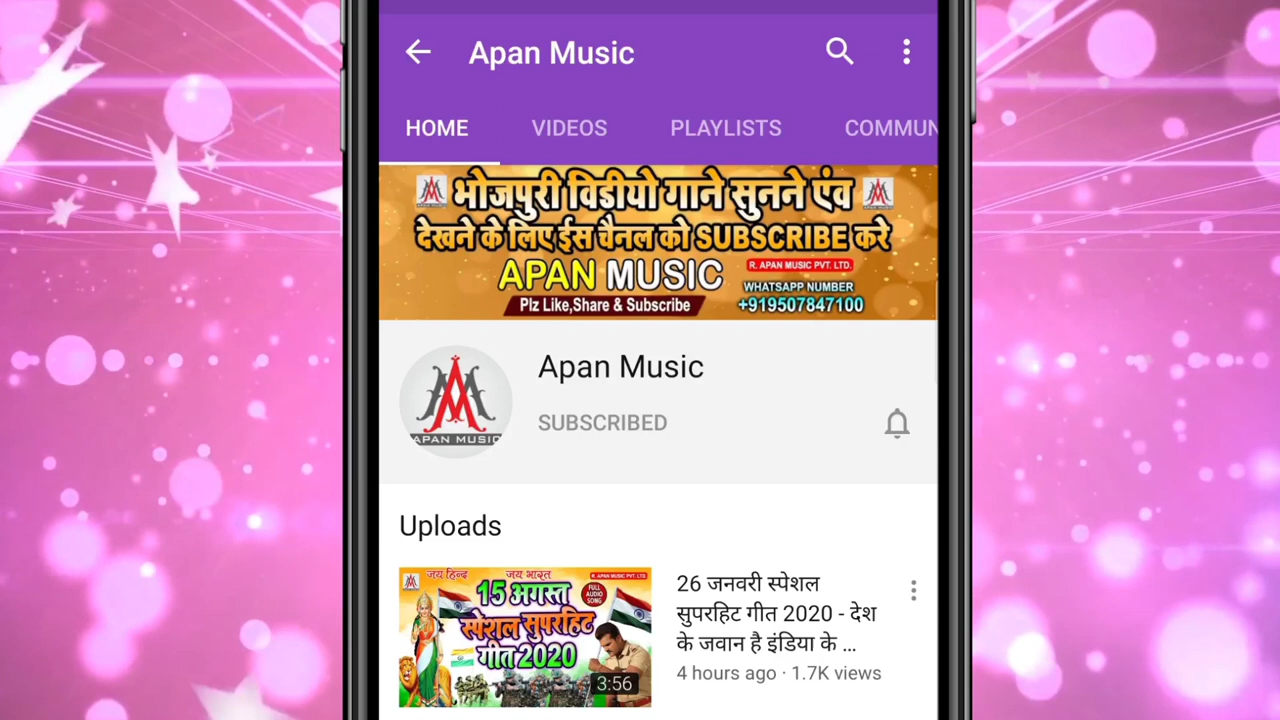 Apan Music
HOME VIDEOS PLAYLISTS COMMUN
भोजपुरी विडीयो गाने सुनने एंव
देखने के लिए ईस चैनल को SUBSCRIBE करे
APAN MUSIC
R. APAN MUSIC PVT. LTD.
Plz Like,Share & Subscribe
WHATSAPP NUMBER
+919507847100
Apan Music
APAN MUSIC
SUBSCRIBED
Uploads
जय हिन्द जय भारत
R. APAN MUSIC PVT. LTD
15 अगस्त
FULL
AUDIO
SONG
स्पेशल सुपरहिट
गीत 2020
3:56
26 जनवरी स्पेशल
सुपरहिट गीत 2020 - देश
के जवान है इंडिया के ...
4 hours ago · 1.7K views